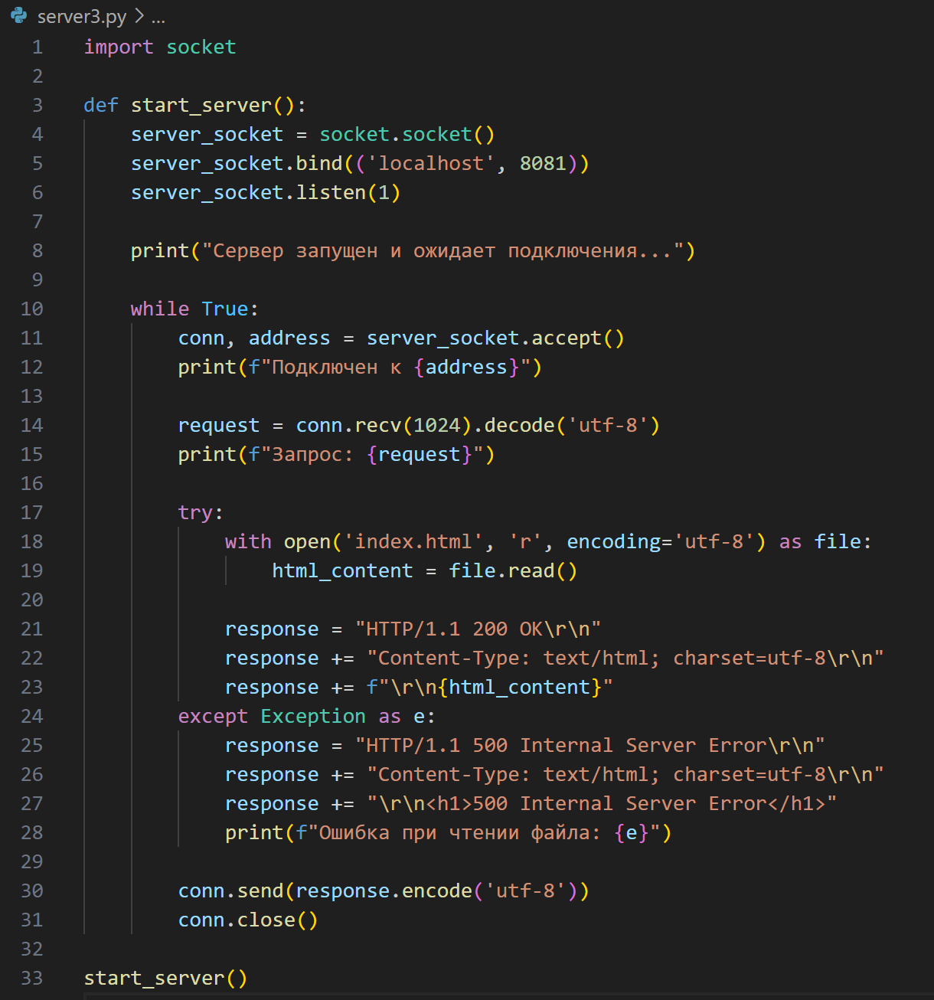 server3.py > ...
1 import socket
2
3 def start_server():
4     server_socket = socket.socket()
5     server_socket.bind(('localhost', 8081))
6     server_socket.listen(1)
7
8     print("Сервер запущен и ожидает подключения...")
9
10     while True:
11         conn, address = server_socket.accept()
12         print(f"Подключен к {address}")
13
14         request = conn.recv(1024).decode('utf-8')
15         print(f"Запрос: {request}")
16
17         try:
18             with open('index.html', 'r', encoding='utf-8') as file:
19                 html_content = file.read()
20
21             response = "HTTP/1.1 200 OK\r\n"
22             response += "Content-Type: text/html; charset=utf-8\r\n"
23             response += f"\r\n{html_content}"
24         except Exception as e:
25             response = "HTTP/1.1 500 Internal Server Error\r\n"
26             response += "Content-Type: text/html; charset=utf-8\r\n"
27             response += "\r\n<h1>500 Internal Server Error</h1>"
28             print(f"Ошибка при чтении файла: {e}")
29
30         conn.send(response.encode('utf-8'))
31         conn.close()
32
33 start_server()